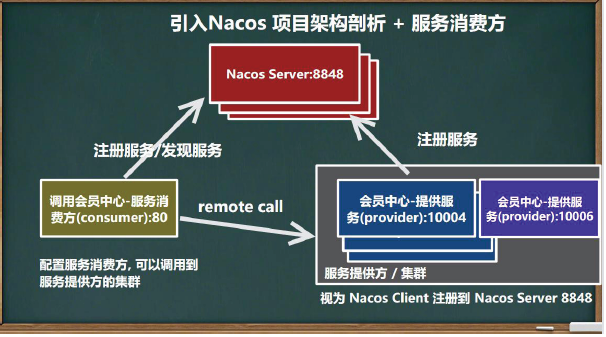 引入Nacos 项目架构剖析 + 服务消费方
Nacos Server:8848
注册服务/发现服务
注册服务
调用会员中心-服务消
费方(consumer):80
remote call
会员中心-提供服
务(provider):10004
会员中心-提供服
务(provider):10006
配置服务消费方, 可以调用到
服务提供方的集群
服务提供方 / 集群
视为 Nacos Client 注册到 Nacos Server 8848